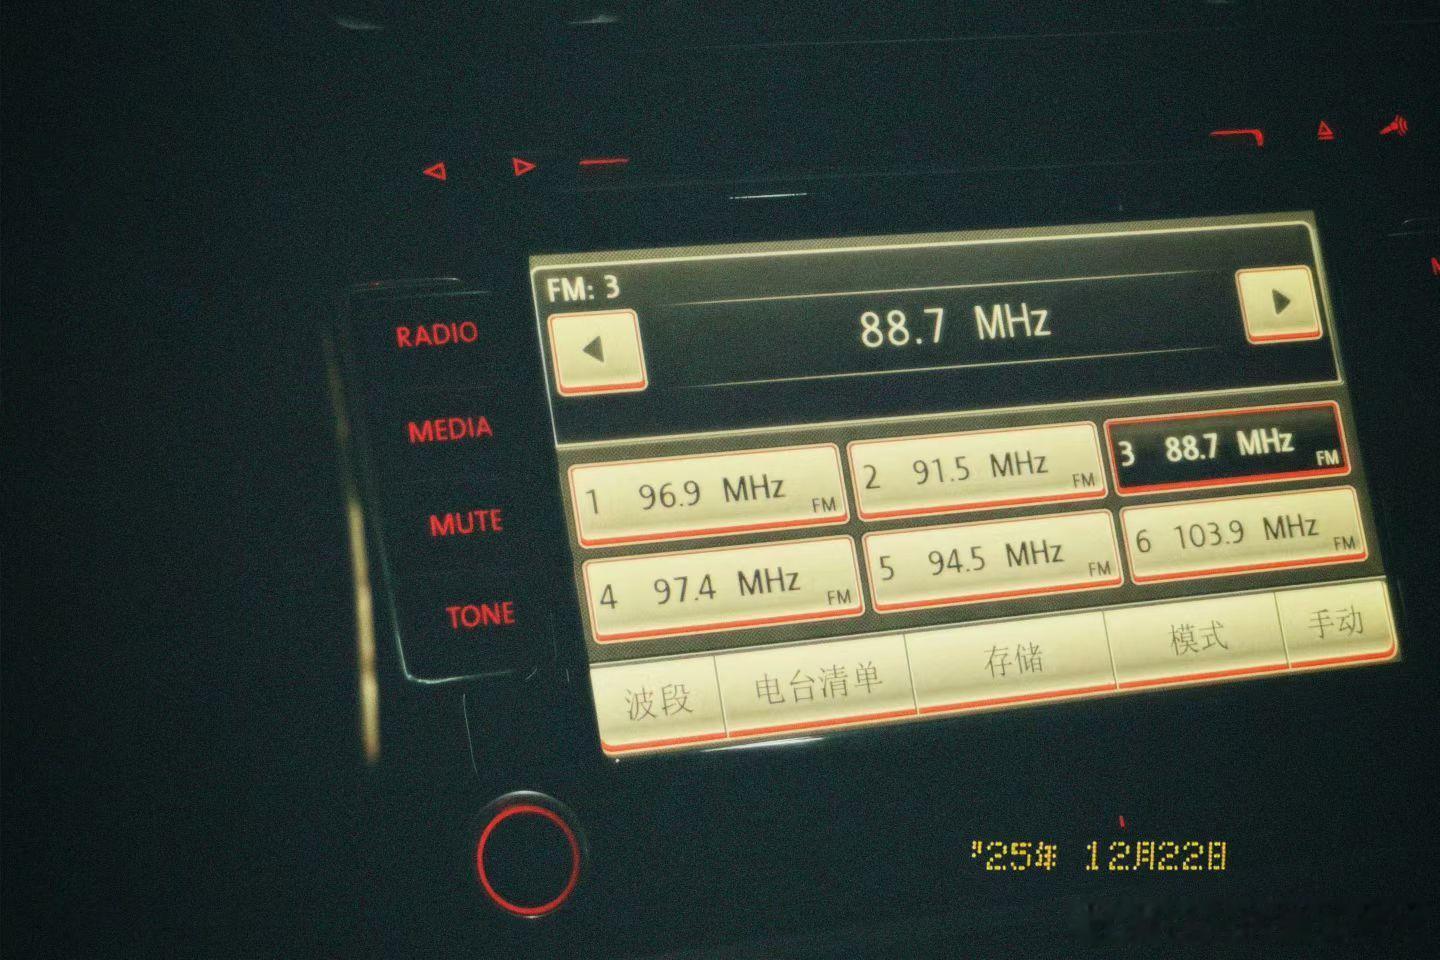 FM: 3
88.7 MHz
RADIO
MEDIA
MUTE
TONE
1 96.9 MHz FM
2 91.5 MHz FM
3 88.7 MHz FM
4 97.4 MHz FM
5 94.5 MHz FM
6 103.9 MHz FM
波段 电台清单 存储 模式 手动
'25年 12月22日